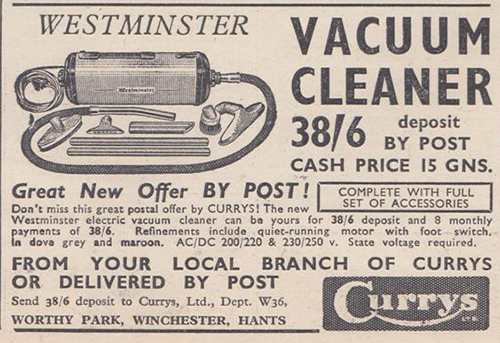 WESTMINSTER
Westminster
VACUUM
CLEANER
38/6 deposit
BY POST
CASH PRICE 15 GNS.
Great New Offer BY POST!
COMPLETE WITH FULL
SET OF ACCESSORIES
Don't miss this great postal offer by CURRYS! The new
Westminster electric vacuum cleaner can be yours for 38/6 deposit and 8 monthly
payments of 38/6. Refinements include quiet-running motor with foot switch.
In dove grey and maroon. AC/DC 200/220 & 230/250 v. State voltage required.
FROM YOUR LOCAL BRANCH OF CURRYS
OR DELIVERED BY POST
Send 38/6 deposit to Currys, Ltd., Dept. W36,
WORTHY PARK, WINCHESTER, HANTS
Currys
LTD.